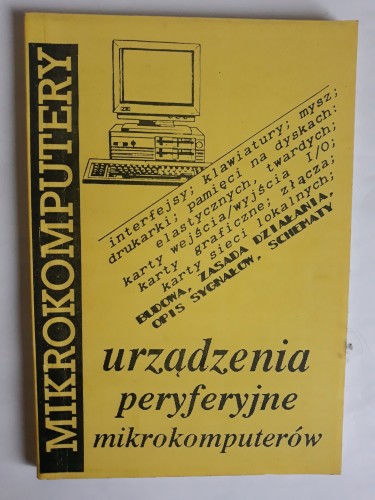 MIKROKOMPUTERY
interfejsy; klawiatury; mysz;
drukarki; pamięci na dyskach:
elastycznych, twardych;
karty wejścia/wyjścia I/O;
karty graficzne; złącza;
karty sieci lokalnych;
BUDOWA, ZASADA DZIAŁANIA,
OPIS SYGNAŁOW, SCHEMATY
urządzenia
peryferyjne
mikrokomputerów